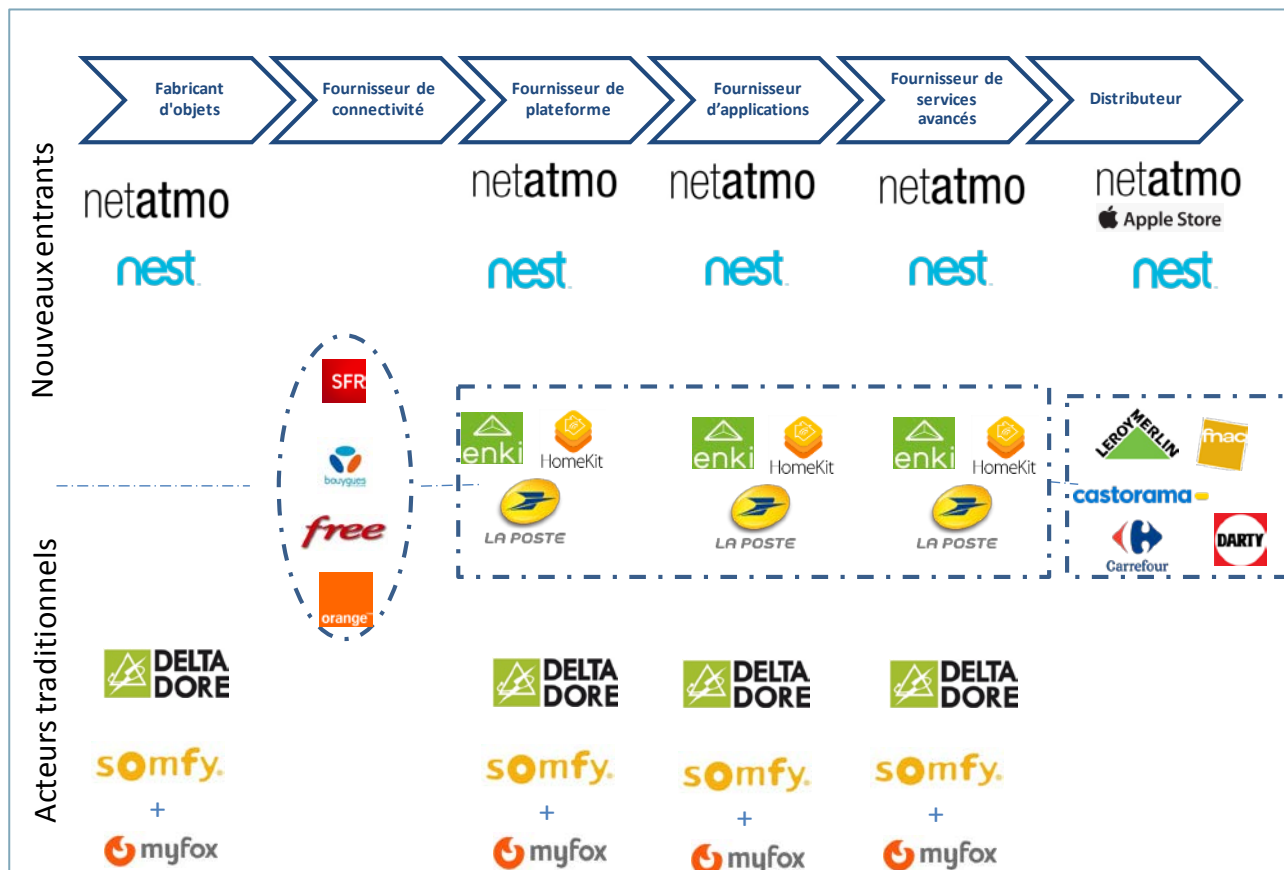 Fabricant
d'objets
Fournisseur de
connectivité
Fournisseur de
plateforme
Fournisseur
d'applications
Fournisseur de
services
avancés
Distributeur
Nouveaux entrants
netatmo
netatmo
netatmo
netatmo
netatmo
Apple Store
nest
nest
nest
nest
nest
SFR
bouygues
free
orange
enki
HomeKit
LA POSTE
enki
HomeKit
LA POSTE
enki
HomeKit
LA POSTE
LEROY MERLIN
fnac
castorama
Carrefour
DARTY
Acteurs traditionnels
DELTA
DORE
DELTA
DORE
DELTA
DORE
DELTA
DORE
somfy
somfy
somfy
somfy
+
+
+
+
myfox
myfox
myfox
myfox